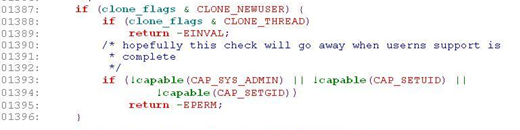 01387: if (clone_flags & CLONE_NEWUSER) {
01388: if (clone_flags & CLONE_THREAD)
01389: return -EINVAL;
01390: /* hopefully this check will go away when userns support is
01391: * complete
01392: */
01393: if (!capable(CAP_SYS_ADMIN) || !capable(CAP_SETUID) ||
01394: !capable(CAP_SETGID))
01395: return -EPERM;
01396: }